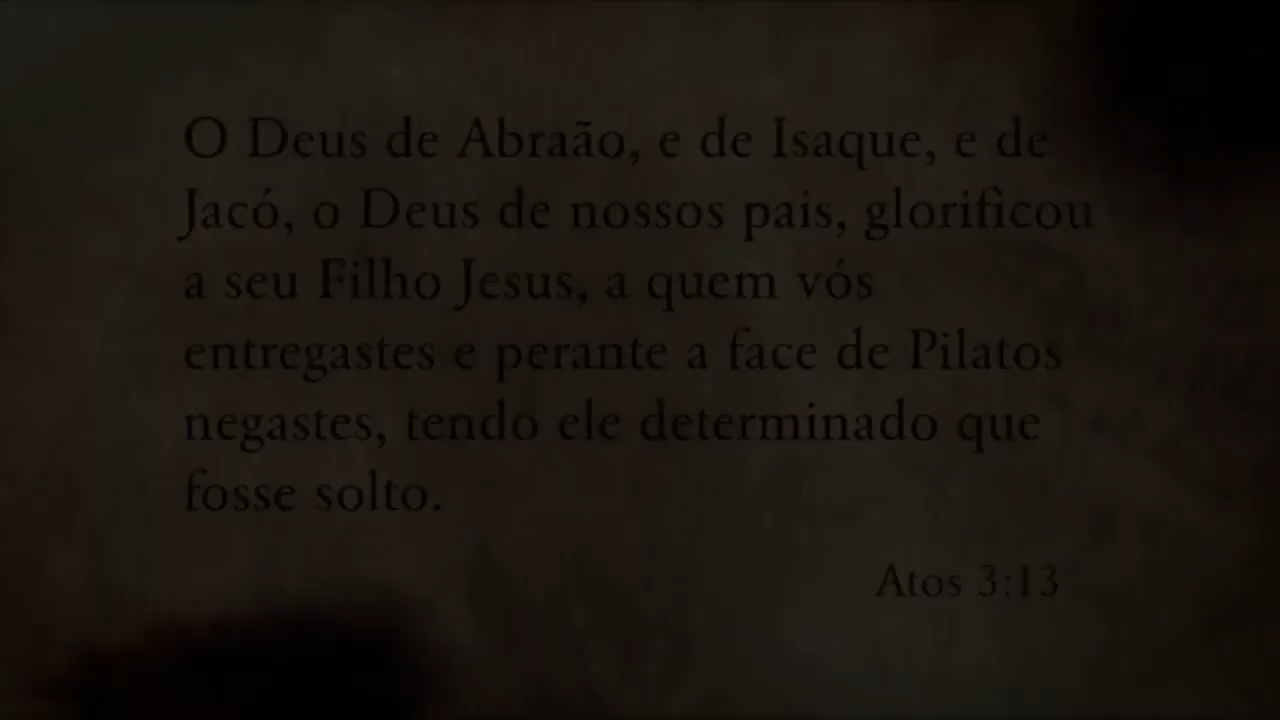 O Deus de Abraão, e de Isaque, e de
Jacó, o Deus de nossos pais, glorificou
a seu Filho Jesus, a quem vós
entregastes e perante a face de Pilatos
negastes, tendo ele determinado que
fosse solto.
Atos 3:13